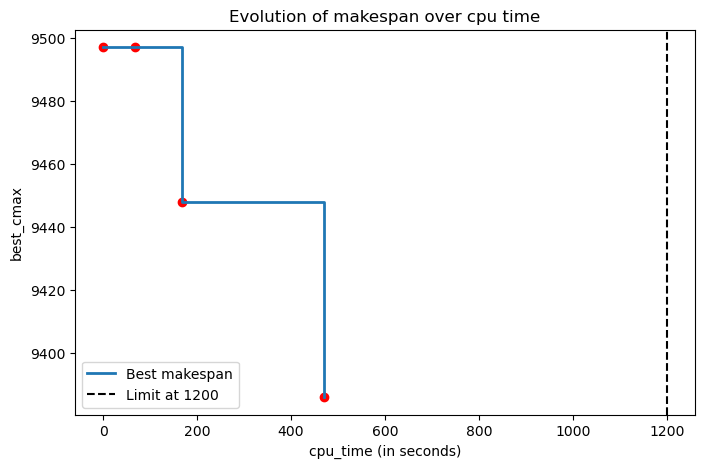 Evolution of makespan over cpu time
best_cmax
9500
9480
9460
9440
9420
9400
Best makespan
Limit at 1200
0
200
400
600
800
1000
1200
cpu_time (in seconds)